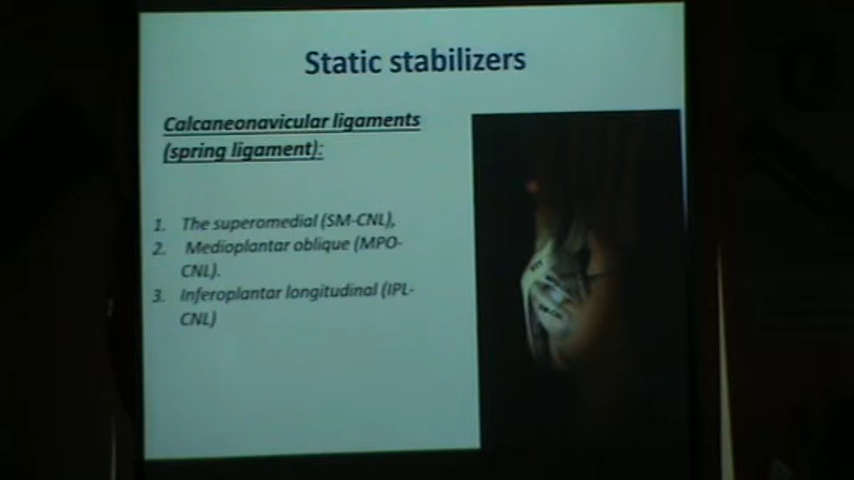 Static stabilizers
Calcaneonavicular ligaments
(spring ligament):
1. The superomedial (SM-CNL),
2. Medioplantar oblique (MPO-
CNL).
3. Inferoplantar longitudinal (IPL-
CNL)